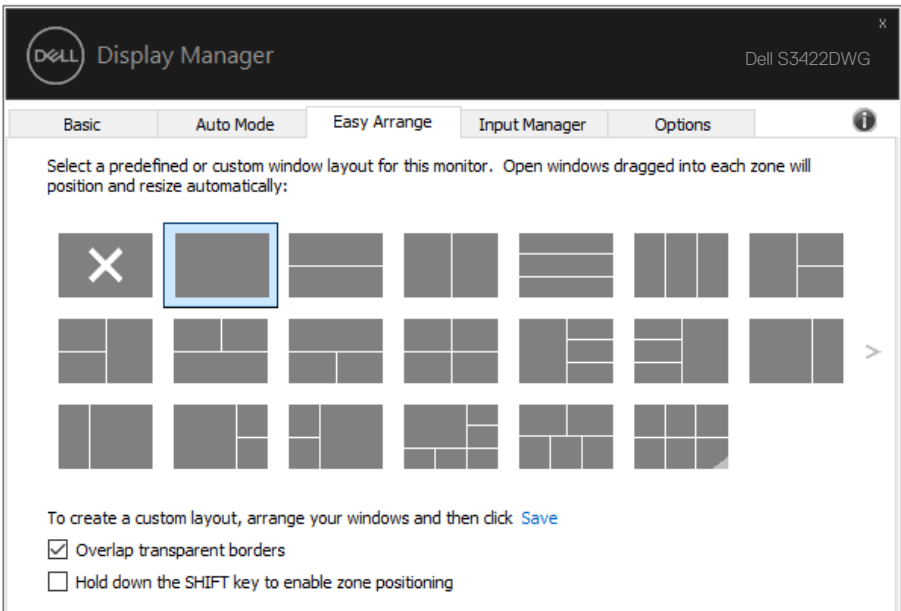 x
DELL Display Manager
Dell S3422DWG
Basic Auto Mode Easy Arrange Input Manager Options
Select a predefined or custom window layout for this monitor. Open windows dragged into each zone will
position and resize automatically:
>
To create a custom layout, arrange your windows and then click Save
Overlap transparent borders
Hold down the SHIFT key to enable zone positioning